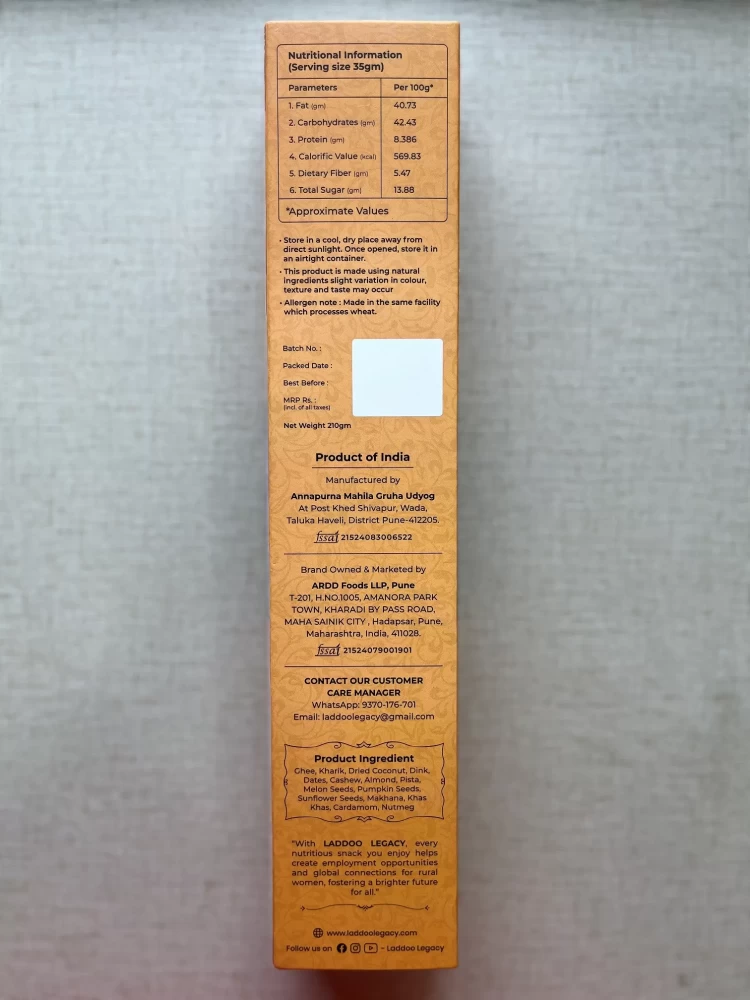 Nutritional Information
(Serving size 35gm)
Parameters Per 100g*
1. Fat (gm) 40.73
2. Carbohydrates (gm) 42.43
3. Protein (gm) 8.386
4. Calorific Value (kcal) 569.83
5. Dietary Fiber (gm) 5.47
6. Total Sugar (gm) 13.88
*Approximate Values
• Store in a cool, dry place away from
direct sunlight. Once opened, store it in
an airtight container.
• This product is made using natural
ingredients slight variation in colour,
texture and taste may occur
• Allergen note : Made in the same facility
which processes wheat.
Batch No. :
Packed Date :
Best Before :
MRP Rs. :
(incl. of all taxes)
Net Weight 210gm
Product of India
Manufactured by
Annapurna Mahila Gruha Udyog
At Post Khed Shivapur, Wada,
Taluka Haveli, District Pune-412205.
fssai 21524083006522
Brand Owned & Marketed by
ARDD Foods LLP, Pune
T-201, H.NO.1005, AMANORA PARK
TOWN, KHARADI BY PASS ROAD,
MAHA SAINIK CITY , Hadapsar, Pune,
Maharashtra, India, 411028.
fssai 21524079001901
CONTACT OUR CUSTOMER
CARE MANAGER
WhatsApp: 9370-176-701
Email: laddoolegacy@gmail.com
Product Ingredient
Ghee, Kharik, Dried Coconut, Dink,
Dates, Cashew, Almond, Pista,
Melon Seeds, Pumpkin Seeds,
Sunflower Seeds, Makhana, Khas
Khas, Cardamom, Nutmeg
"With LADDOO LEGACY, every
nutritious snack you enjoy helps
create employment opportunities
and global connections for rural
women, fostering a brighter future
for all."
www.laddoolegacy.com
Follow us on - Laddoo Legacy